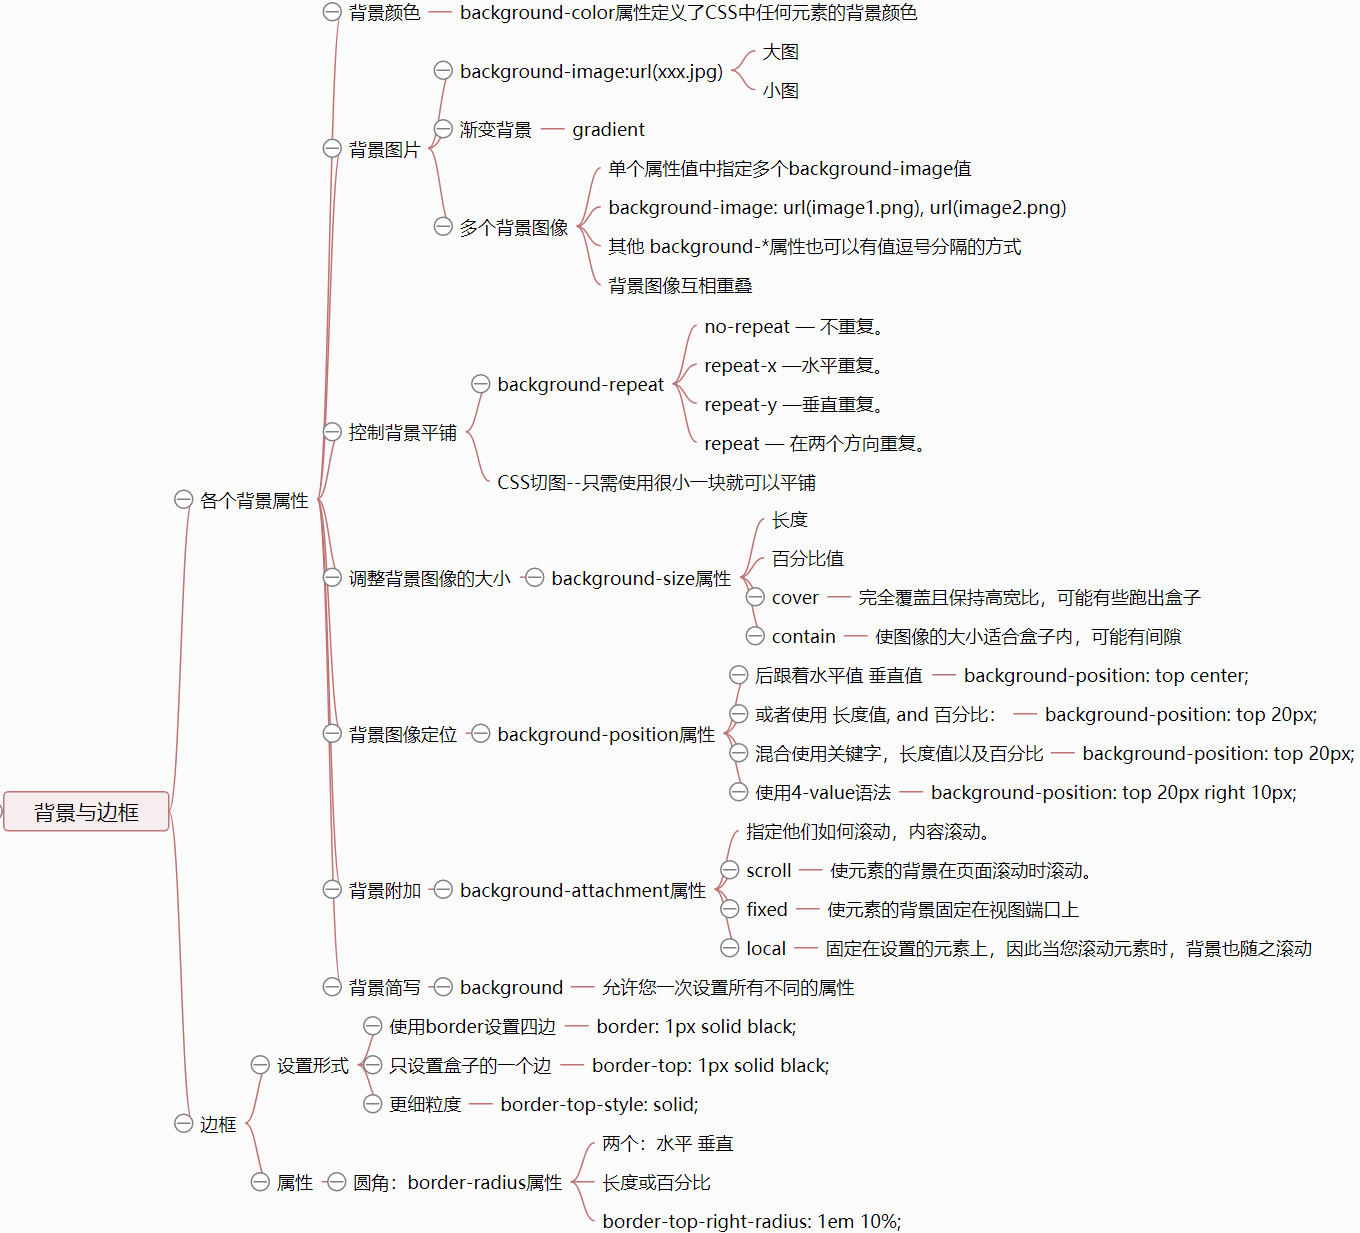 背景颜色
background-color属性定义了CSS中任何元素的背景颜色
大图
background-image:url(xxx.jpg)
小图
渐变背景
gradient
背景图片
单个属性值中指定多个background-image值
background-image: url(image1.png), url(image2.png)
多个背景图像
其他 background-*属性也可以有值逗号分隔的方式
背景图像互相重叠
no-repeat — 不重复。
repeat-x —水平重复。
background-repeat
repeat-y —垂直重复。
控制背景平铺
repeat — 在两个方向重复。
CSS切图--只需使用很小一块就可以平铺
各个背景属性
长度
百分比值
调整背景图像的大小
background-size属性
cover
完全覆盖且保持高宽比，可能有些跑出盒子
contain
使图像的大小适合盒子内，可能有间隙
后跟着水平值 垂直值
background-position: top center;
或者使用 长度值, and 百分比：
background-position: top 20px;
背景图像定位
background-position属性
混合使用关键字，长度值以及百分比
background-position: top 20px;
使用4-value语法
background-position: top 20px right 10px;
背景与边框
指定他们如何滚动，内容滚动。
scroll
使元素的背景在页面滚动时滚动。
背景附加
background-attachment属性
fixed
使元素的背景固定在视图端口上
local
固定在设置的元素上，因此当您滚动元素时，背景也随之滚动
背景简写
background
允许您一次设置所有不同的属性
使用border设置四边
border: 1px solid black;
设置形式
只设置盒子的一个边
border-top: 1px solid black;
更细粒度
border-top-style: solid;
边框
两个：水平 垂直
属性
圆角：border-radius属性
长度或百分比
border-top-right-radius: 1em 10%;